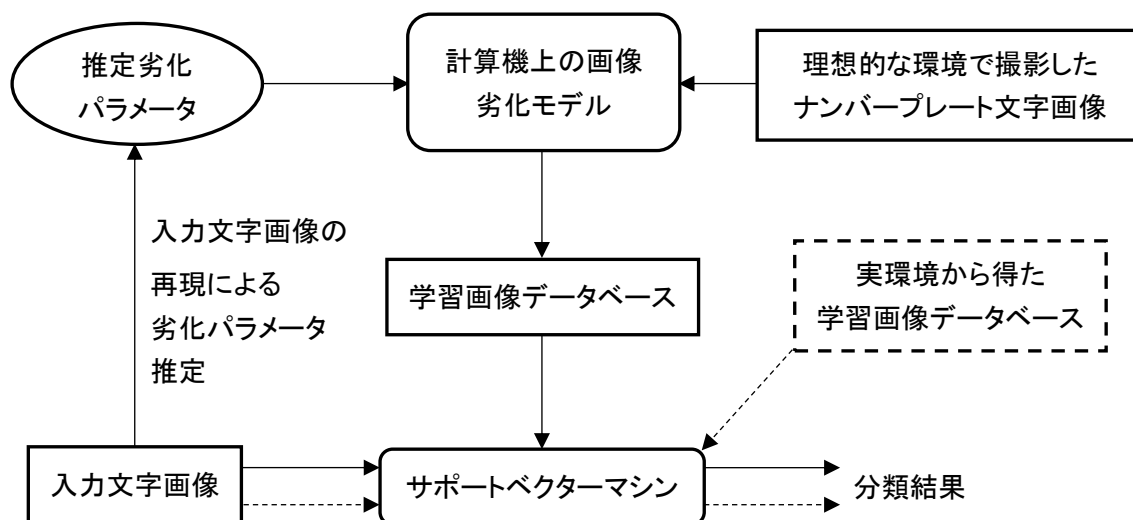 推定劣化
パラメータ
計算機上の画像
劣化モデル
理想的な環境で撮影した
ナンバープレート文字画像
入力文字画像の
再現による
劣化パラメータ
推定
学習画像データベース
実環境から得た
学習画像データベース
入力文字画像
サポートベクターマシン
分類結果